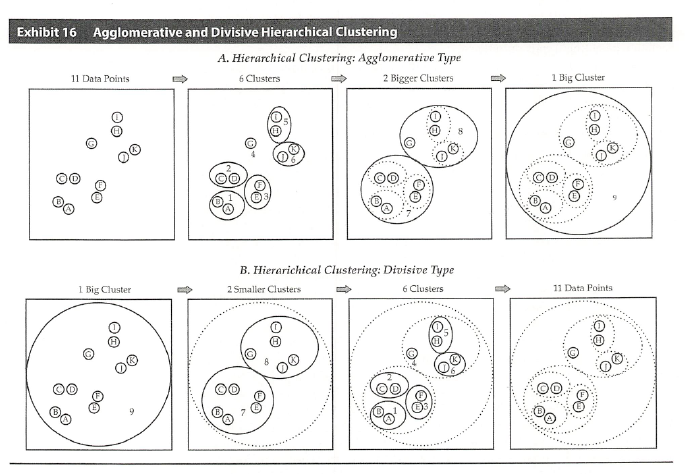 Exhibit 16 Agglomerative and Divisive Hierarchical Clustering
A. Hierarchical Clustering: Agglomerative Type
11 Data Points 6 Clusters 2 Bigger Clusters 1 Big Cluster
I
H
G
K
J
C D
F
E
B
A
I
5
H
G
4
K
J
6
2
C D
F
E 3
B 1
A
I
H
8
G
K
J
C D
F
E
B
A
7
I
H
G
K
J
C D
F
E
B
A
9
B. Hierarichical Clustering: Divisive Type
1 Big Cluster 2 Smaller Clusters 6 Clusters 11 Data Points
I
H
G
K
J
C D
F
E
B
A
9
I
H
G
8
K
J
C D
F
E
B
A
7
I
5
H
G
4
K
J
6
2
C D
F
E 3
B 1
A
I
H
G
K
J
C D
F
E
B
A